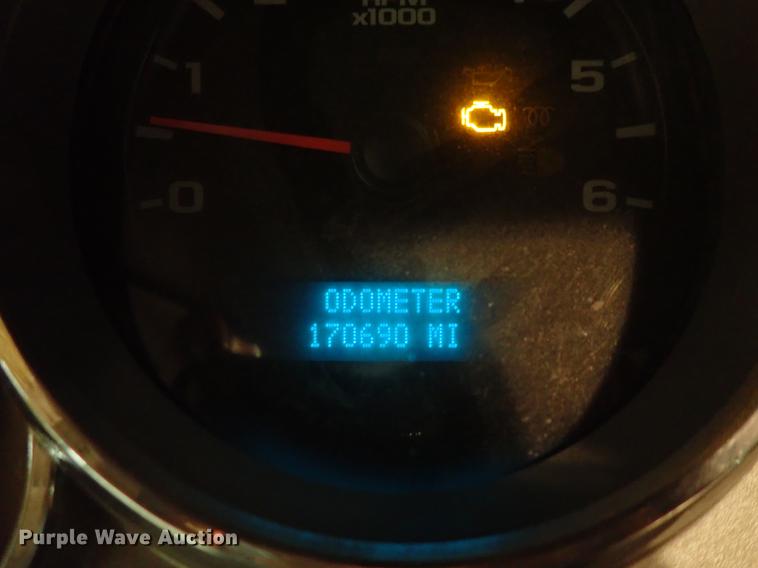 x1000
1
5
0
6
ODOMETER
170690 MI
Purple Wave Auction